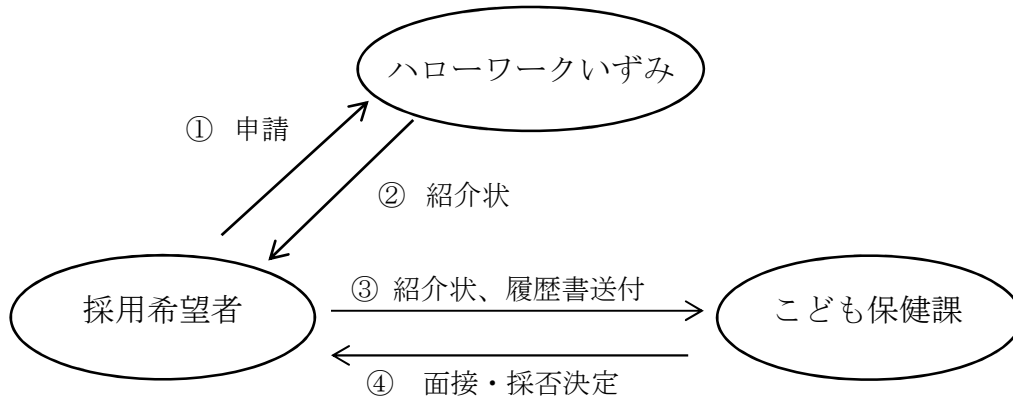 ハローワークいずみ
① 申請
② 紹介状
③ 紹介状、履歴書送付
採用希望者
こども保健課
④ 面接・採否決定